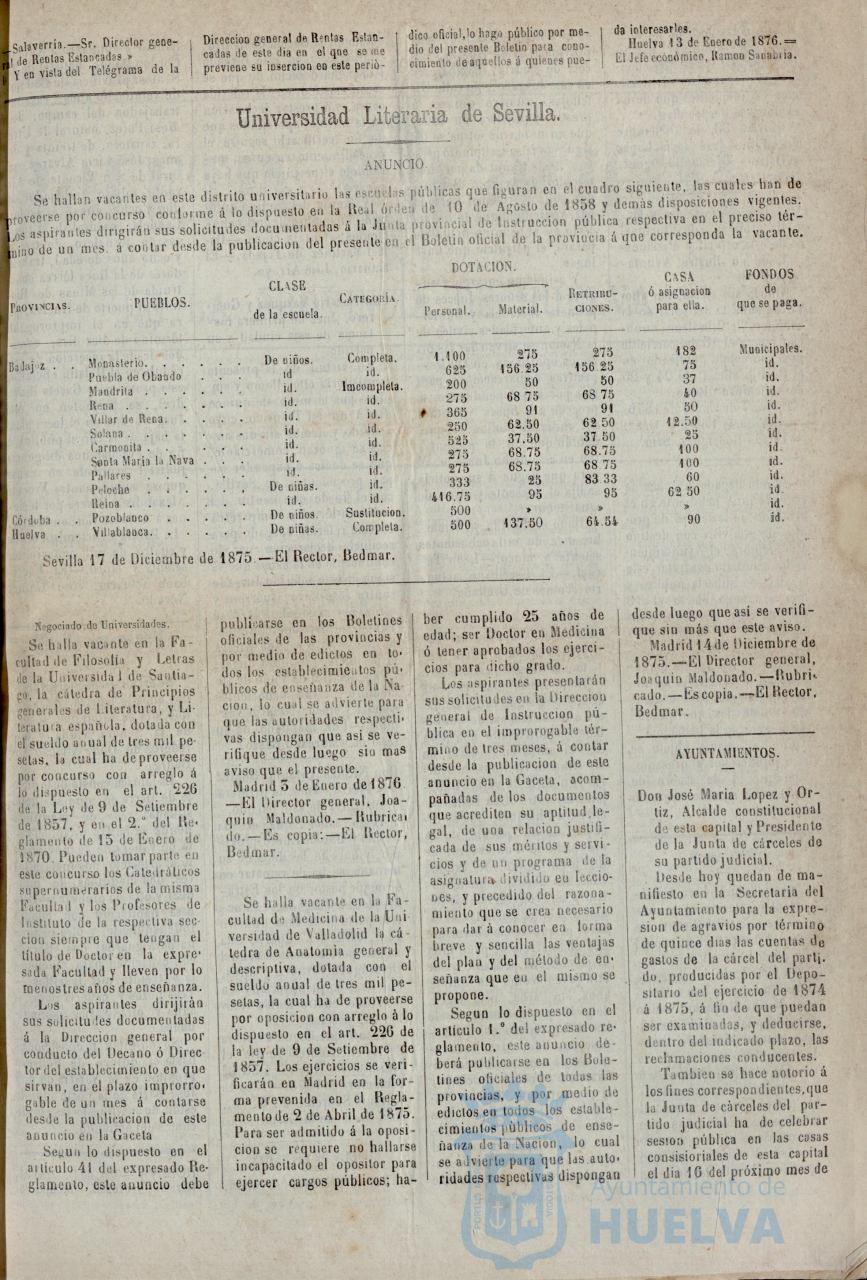 Salaverría.—Sr. Director gene-
al de Rentas Estancadas.»
Y en vista del Telégrama de la
Direccion general de Rentas Estan-
cadas de este dia en el que se me
previene su insercion en este perió-
dico oficial, lo hago público por me-
dio del presente Boletin para cono-
cimiento de aquellos á quienes pue-
da interesarles.
Huelva 13 de Enero de 1876.=
El Jefe económico, Ramon Sanabria.
Universidad Literaria de Sevilla.
ANUNCIO.
Se hallan vacantes en este distrito universitario las escuelas públicas que figuran en el cuadro siguiente, las cuales han de
proveerse por concurso conforme á lo dispuesto en la Real órden de 10 de Agosto de 1858 y demás disposiciones vigentes.
Los aspirantes dirigirán sus solicitudes documentadas á la Junta provincial de Instruccion pública respectiva en el preciso tér-
mino de un mes, á contar desde la publicacion del presente en el Boletin oficial de la provincia á que corresponda la vacante.
PROVINCIAS. PUEBLOS. CLASE de la escuela. CATEGORÍA. DOTACION. Personal. Material. RETRIBU-CIONES. CASA ó asignacion para ella. FONDOS de que se paga.
Badajoz . . Monasterio. . . . . . De niños. Completa. 1.100 275 275 182 Municipales.
Puebla de Obando . . . id id. 625 156.25 156.25 75 id.
Mandrita . . . . . . id. Imcompleta. 200 50 50 37 id.
Rena . . . . . . . id. id. 275 68 75 68 75 40 id.
Villar de Rena. . . . . id. id. 365 91 91 50 id.
Solana . . . . . . . id. id. 250 62.50 62 50 12.50 id.
Carmonita . . . . . . id. id. 525 37.50 37 50 25 id.
Santa Maria la Nava . . . id. id. 275 68.75 68.75 100 id.
Pallares . . . . . . id. id. 275 68.75 68 75 100 id.
Peloche . . . . . . De niñas. id. 333 25 83 33 60 id.
Reina . . . . . . . id. id. 416.75 95 95 62 50 id.
Córdoba . . Pozoblanco . . . . . De niños. Sustitucion. 500 » » » id.
Huelva . . Villablanca. . . . . . De niñas. Completa. 500 137.50 64.54 90 id.
Sevilla 17 de Diciembre de 1875.—El Rector, Bedmar.
Negociado de Universidades.
Se halla vacante en la Fa-
cultad de Filosofía y Letras
de la Universidad de Santia-
go, la cátedra de Principios
generales de Literatura, y Li-
teratura española, dotada con
el sueldo anual de tres mil pe-
setas, la cual ha de proveerse
por concurso con arreglo á
lo dispuesto en el art. 226
de la Ley de 9 de Setiembre
de 1857, y en el 2.º del Re-
glamento de 15 de Enero de
1870. Pueden tomar parte en
este concurso los Catedráticos
supernumerarios de la misma
Facultad y los Profesores de
Instituto de la respectiva sec-
cion siempre que tengan el
título de Doctor en la expre-
sada Facultad y lleven por lo
menos tres años de enseñanza.
Los aspirantes dirijirán
sus solicitudes documentadas
á la Direccion general por
conducto del Decano ó Direc
tor del establecimiento en que
sirvan, en el plazo improrro-
gable de un mes á contarse
desde la publicacion de este
anuncio en la Gaceta
Segun lo dispuesto en el
artículo 41 del expresado Re-
glamento, este anuncio debe
publicarse en los Boletines
oficiales de las provincias y
por medio de edictos en to-
dos los establecimientos pú-
blicos de enseñanza de la Na-
cion, lo cual se advierte para
que las autoridades respecti-
vas dispongan que asi se ve-
rifique desde luego sin mas
aviso que el presente.
Madrid 3 de Enero de 1876
—El Director general, Joa-
quin Maldonado.—Rubrica-
do.—Es copia:—El Rector,
Bedmar.
Se halla vacante en la Fa-
cultad de Medicina de la Uni-
versidad de Valladolid la cá-
tedra de Anatomía general y
descriptiva, dotada con el
sueldo anual de tres mil pe-
setas, la cual ha de proveerse
por oposicion con arreglo á lo
dispuesto en el art. 226 de
la ley de 9 de Setiembre de
1857. Los ejercicios se veri-
ficarán en Madrid en la for-
ma prevenida en el Regla-
mento de 2 de Abril de 1875.
Para ser admitido á la oposi-
cion se requiere no hallarse
incapacitado el opositor para
ejercer cargos públicos; ha-
ber cumplido 25 años de
edad; ser Doctor en Medicina
ó tener aprobados los ejerci-
cios para dicho grado.
Los aspirantes presentarán
sus solicitudes en la Direccion
general de Instruccion pú-
blica en el improrogable tér-
mino de tres meses, á contar
desde la publicacion de este
anuncio en la Gaceta, acom-
pañadas de los documentos
que acrediten su aptitud le-
gal, de una relacion justifi-
cada de sus méritos y servi-
cios y de un programa de la
asignatura dividido en leccio-
nes, y precedido del razona-
miento que se crea necesario
para dar á conocer en forma
breve y sencilla las ventajas
del plan y del método de en-
señanza que en el mismo se
propone.
Segun lo dispuesto en el
artículo 1.º del expresado re-
glamento, este anuncio de-
berá publicarse en los Bole-
tines oficiales de todas las
provincias, y por medio de
edictos en todos los estable-
cimientos públicos de ense-
ñanza de la Nacion, lo cual
se advierte para que las auto-
ridades respectivas dispongan
desde luego que asi se verifi-
que sin más que este aviso.
Madrid 14 de Diciembre de
1875.—El Director general,
Joaquin Maldonado.—Rubri-
cado.—Es copia.—El Rector,
Bedmar.
AYUNTAMIENTOS.
Don José Maria Lopez y Or-
tiz, Alcalde constitucional
de esta capital y Presidente
de la Junta de cárceles de
su partido judicial.
Desde hoy quedan de ma-
nifiesto en la Secretaria del
Ayuntamiento para la expre-
sion de agravios por término
de quince dias las cuentas de
gastos de la cárcel del parti-
do, producidas por el Depo-
sitario del ejercicio de 1874
á 1875, á fin de que puedan
ser examinadas, y deducirse,
dentro del indicado plazo, las
reclamaciones conducentes.
Tambien se hace notorio á
los fines correspondientes, que
la Junta de cárceles del par-
tido judicial ha de celebrar
sesion pública en las casas
consisioriales de esta capital
el dia 16 del próximo mes de
Ayuntamiento de
HUELVA